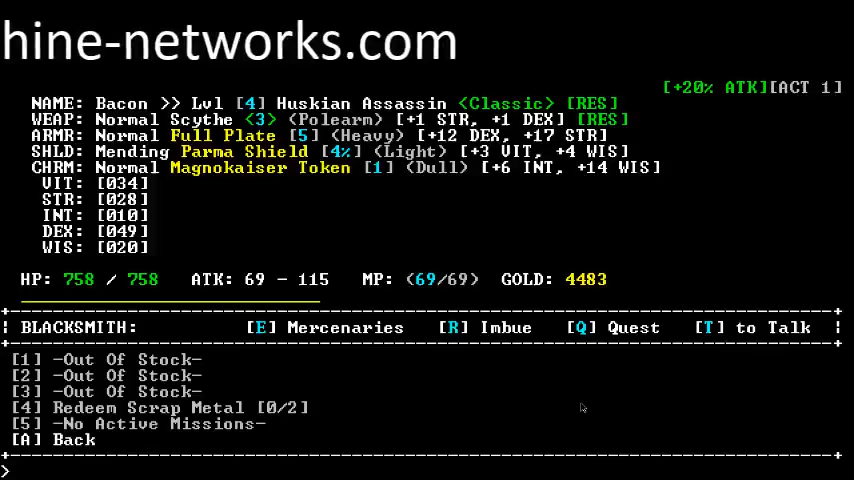 hine-networks.com
[+20% ATK][ACT 1]
NAME: Bacon >> Lvl [4] Huskian Assassin <Classic> [RES]
WEAP: Normal Scythe <3> (Polearm) [+1 STR, +1 DEX] [RES]
ARMR: Normal Full Plate [5] (Heavy) [+12 DEX, +17 STR]
SHLD: Mending Parma Shield [4%] (Light) [+3 VIT, +4 WIS]
CHRM: Normal Magnokaiser Token [1] (Dull) [+6 INT, +14 WIS]
VIT: [034]
STR: [028]
INT: [010]
DEX: [049]
WIS: [020]
HP: 758 / 758 ATK: 69 - 115 MP: (69/69) GOLD: 4483
BLACKSMITH: [E] Mercenaries [R] Imbue [Q] Quest [T] to Talk
[1] -Out Of Stock-
[2] -Out Of Stock-
[3] -Out Of Stock-
[4] Redeem Scrap Metal [0/2]
[5] -No Active Missions-
[A] Back
>